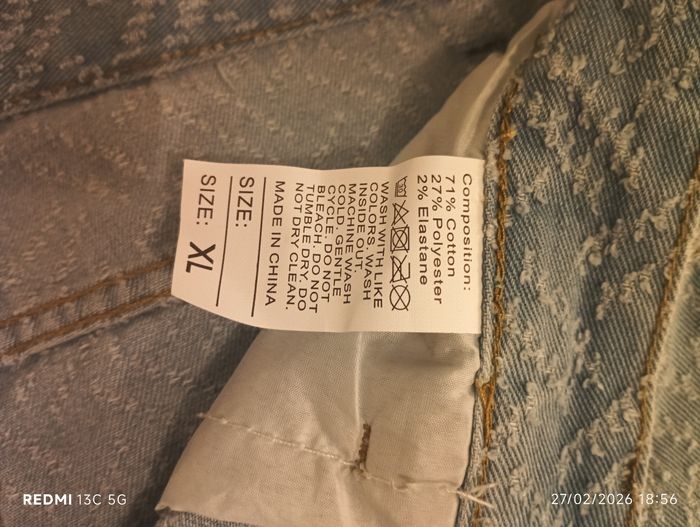 Composition:
71% Cotton
27% Polyester
2% Elastane
WASH WITH LIKE
COLORS. WASH
INSIDE OUT.
MACHINE WASH
COLD. GENTLE
CYCLE. DO NOT
BLEACH. DO NOT
TUMBLE DRY. DO
NOT DRY CLEAN.
MADE IN CHINA
SIZE:
SIZE: XL
REDMI 13C 5G
27/02/2026 18:56